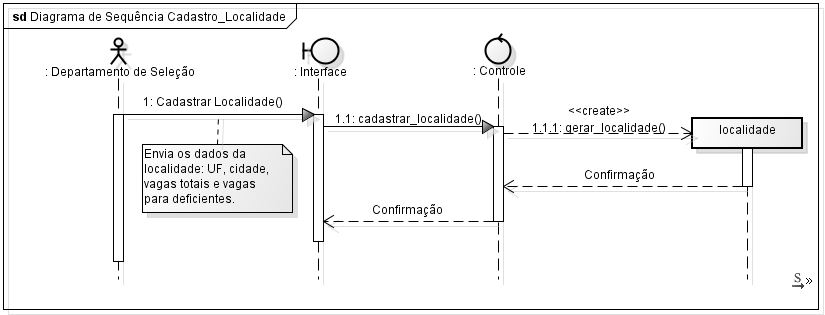 sd Diagrama de Sequência Cadastro_Localidade
: Departamento de Seleção
: Interface
: Controle
1: Cadastrar Localidade()
1.1: cadastrar_localidade()
<<create>>
1.1.1: gerar_localidade()
localidade
Envia os dados da
localidade: UF, cidade,
vagas totais e vagas
para deficientes.
Confirmação
Confirmação
S »